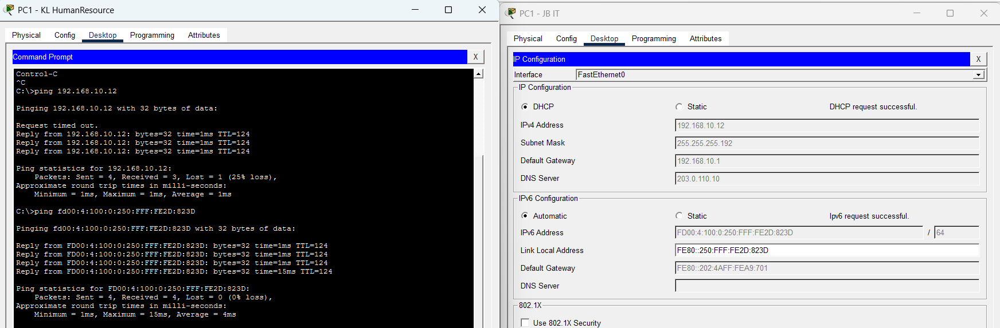 PC1 - KL HumanResource
Physical Config Desktop Programming Attributes
Command Prompt X
Control-C
^C
C:\>ping 192.168.10.12
Pinging 192.168.10.12 with 32 bytes of data:
Request timed out.
Reply from 192.168.10.12: bytes=32 time=1ms TTL=124
Reply from 192.168.10.12: bytes=32 time=1ms TTL=124
Reply from 192.168.10.12: bytes=32 time=1ms TTL=124
Ping statistics for 192.168.10.12:
Packets: Sent = 4, Received = 3, Lost = 1 (25% loss),
Approximate round trip times in milli-seconds:
Minimum = 1ms, Maximum = 1ms, Average = 1ms
C:\>ping fd00:4:100:0:250:FFF:FE2D:823D
Pinging fd00:4:100:0:250:FFF:FE2D:823D with 32 bytes of data:
Reply from FD00:4:100:0:250:FFF:FE2D:823D: bytes=32 time=1ms TTL=124
Reply from FD00:4:100:0:250:FFF:FE2D:823D: bytes=32 time=1ms TTL=124
Reply from FD00:4:100:0:250:FFF:FE2D:823D: bytes=32 time=1ms TTL=124
Reply from FD00:4:100:0:250:FFF:FE2D:823D: bytes=32 time=15ms TTL=124
Ping statistics for FD00:4:100:0:250:FFF:FE2D:823D:
Packets: Sent = 4, Received = 4, Lost = 0 (0% loss),
Approximate round trip times in milli-seconds:
Minimum = 1ms, Maximum = 15ms, Average = 4ms
PC1 - JB IT
Physical Config Desktop Programming Attributes
IP Configuration X
Interface FastEthernet0
IP Configuration
DHCP Static DHCP request successful.
IPv4 Address 192.168.10.12
Subnet Mask 255.255.255.192
Default Gateway 192.168.10.1
DNS Server 203.0.110.10
IPv6 Configuration
Automatic Static Ipv6 request successful.
IPv6 Address FD00:4:100:0:250:FFF:FE2D:823D / 64
Link Local Address FE80::250:FFF:FE2D:823D
Default Gateway FE80::202:4AFF:FEA9:701
DNS Server
802.1X
Use 802.1X Security